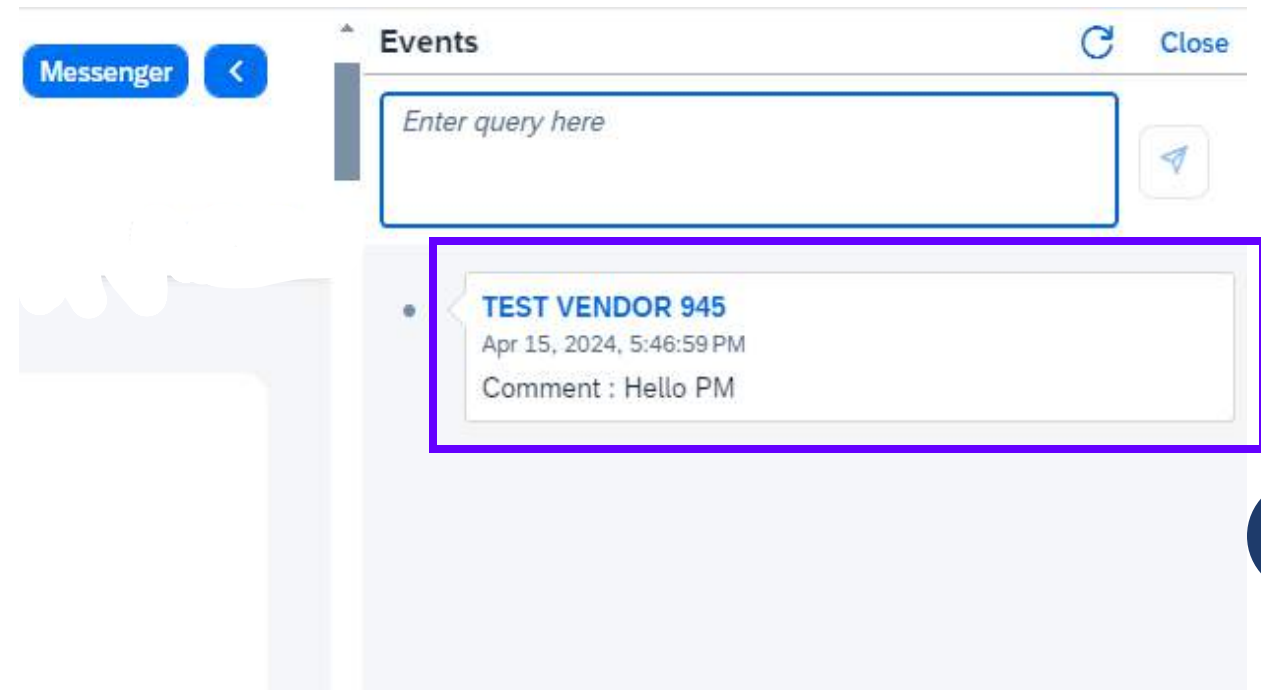 Messenger
Events
Close
Enter query here
TEST VENDOR 945
Apr 15, 2024, 5:46:59 PM
Comment : Hello PM